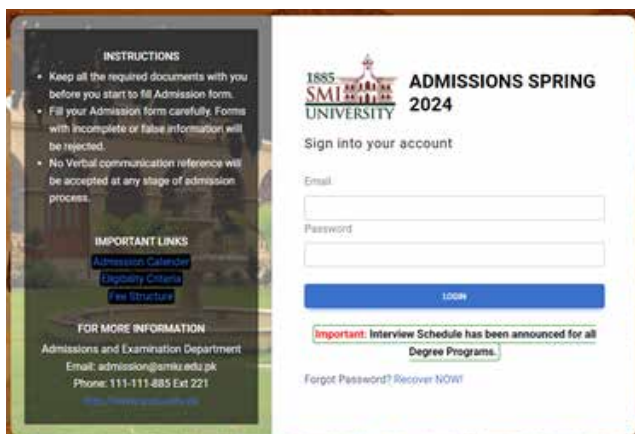 INSTRUCTIONS
• Keep all the required documents with you
before you start to fill Admission form.
• Fill your Admission form carefully. Forms
with incomplete or false information will
be rejected.
• No Verbal communication reference will
be accepted at any stage of admission
process.
IMPORTANT LINKS
Admission Calender
Eligibility Criteria
Fee Structure
FOR MORE INFORMATION
Admissions and Examination Department
Email: admission@smiu.edu.pk
Phone: 111-111-885 Ext 221
1885
SMI
UNIVERSITY
ADMISSIONS SPRING
2024
Sign into your account
Email
Password
LOGIN
Important: Interview Schedule has been announced for all
Degree Programs.
Forgot Password? Recover NOW!